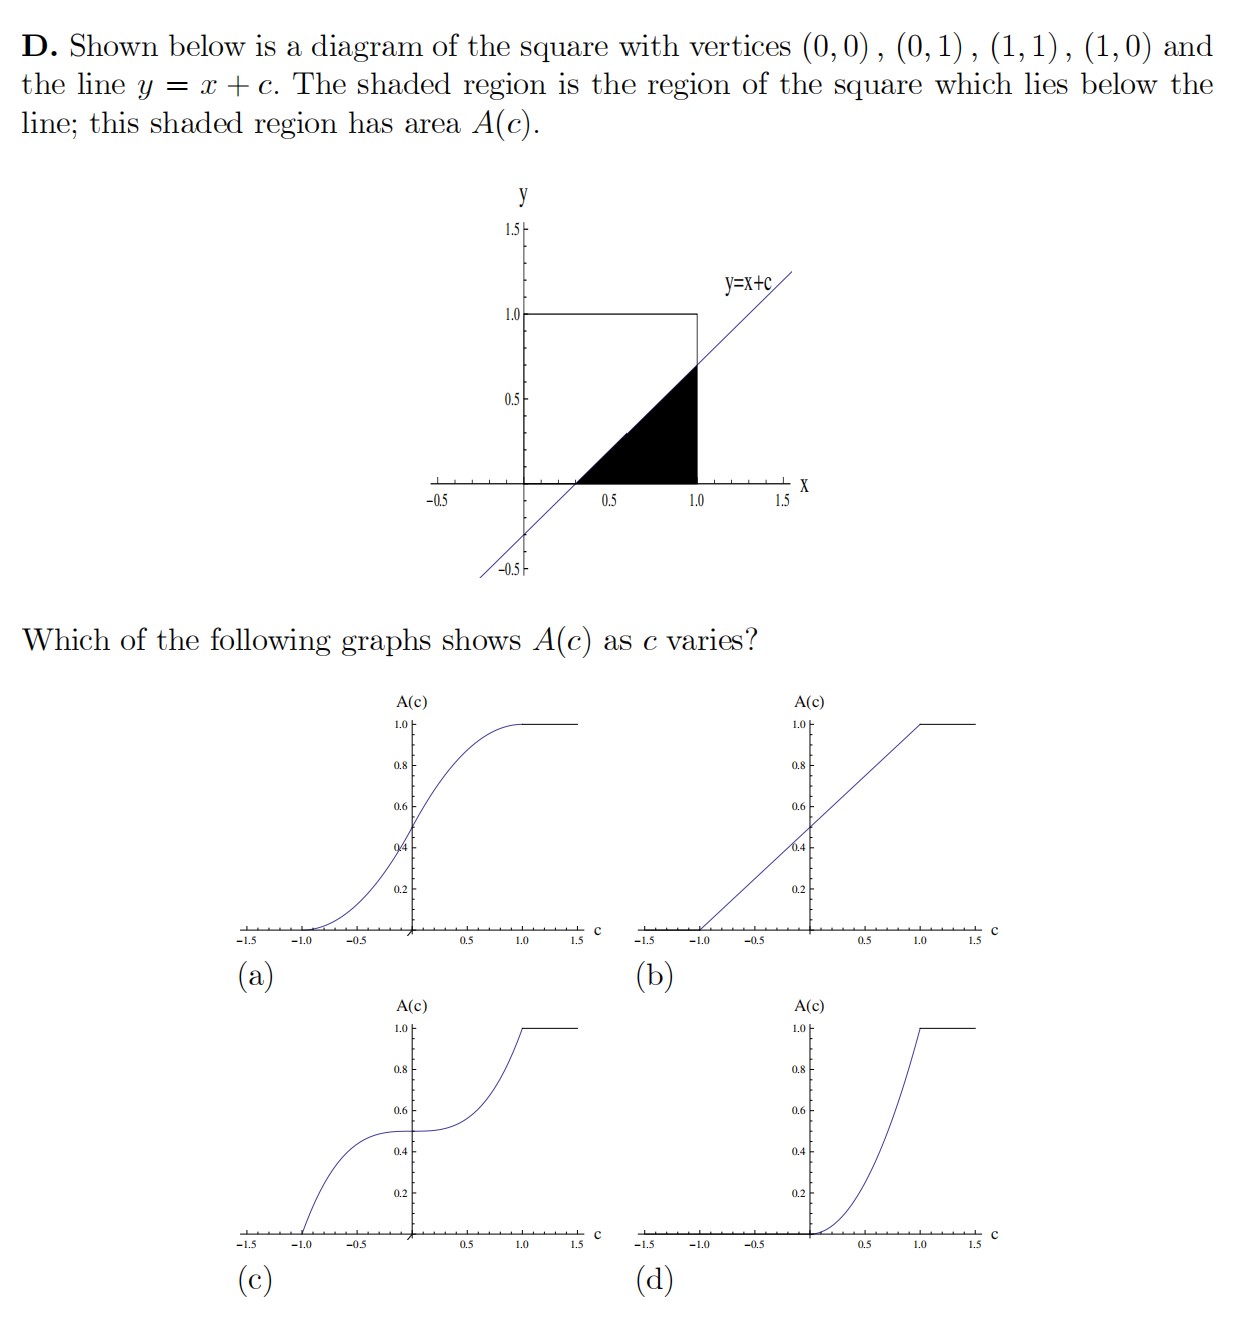 D. Shown below is a diagram of the square with vertices (0, 0) , (0, 1) , (1, 1) , (1, 0) and
the line y = x + c. The shaded region is the region of the square which lies below the
line; this shaded region has area A(c).
y
1.5
y=x+c
1.0
0.5
x
-0.5 0.5 1.0 1.5
-0.5
Which of the following graphs shows A(c) as c varies?
A(c)
1.0
0.8
0.6
0.4
0.2
c
-1.5 -1.0 -0.5 0.5 1.0 1.5
(a)
A(c)
1.0
0.8
0.6
0.4
0.2
c
-1.5 -1.0 -0.5 0.5 1.0 1.5
(b)
A(c)
1.0
0.8
0.6
0.4
0.2
c
-1.5 -1.0 -0.5 0.5 1.0 1.5
(c)
A(c)
1.0
0.8
0.6
0.4
0.2
c
-1.5 -1.0 -0.5 0.5 1.0 1.5
(d)